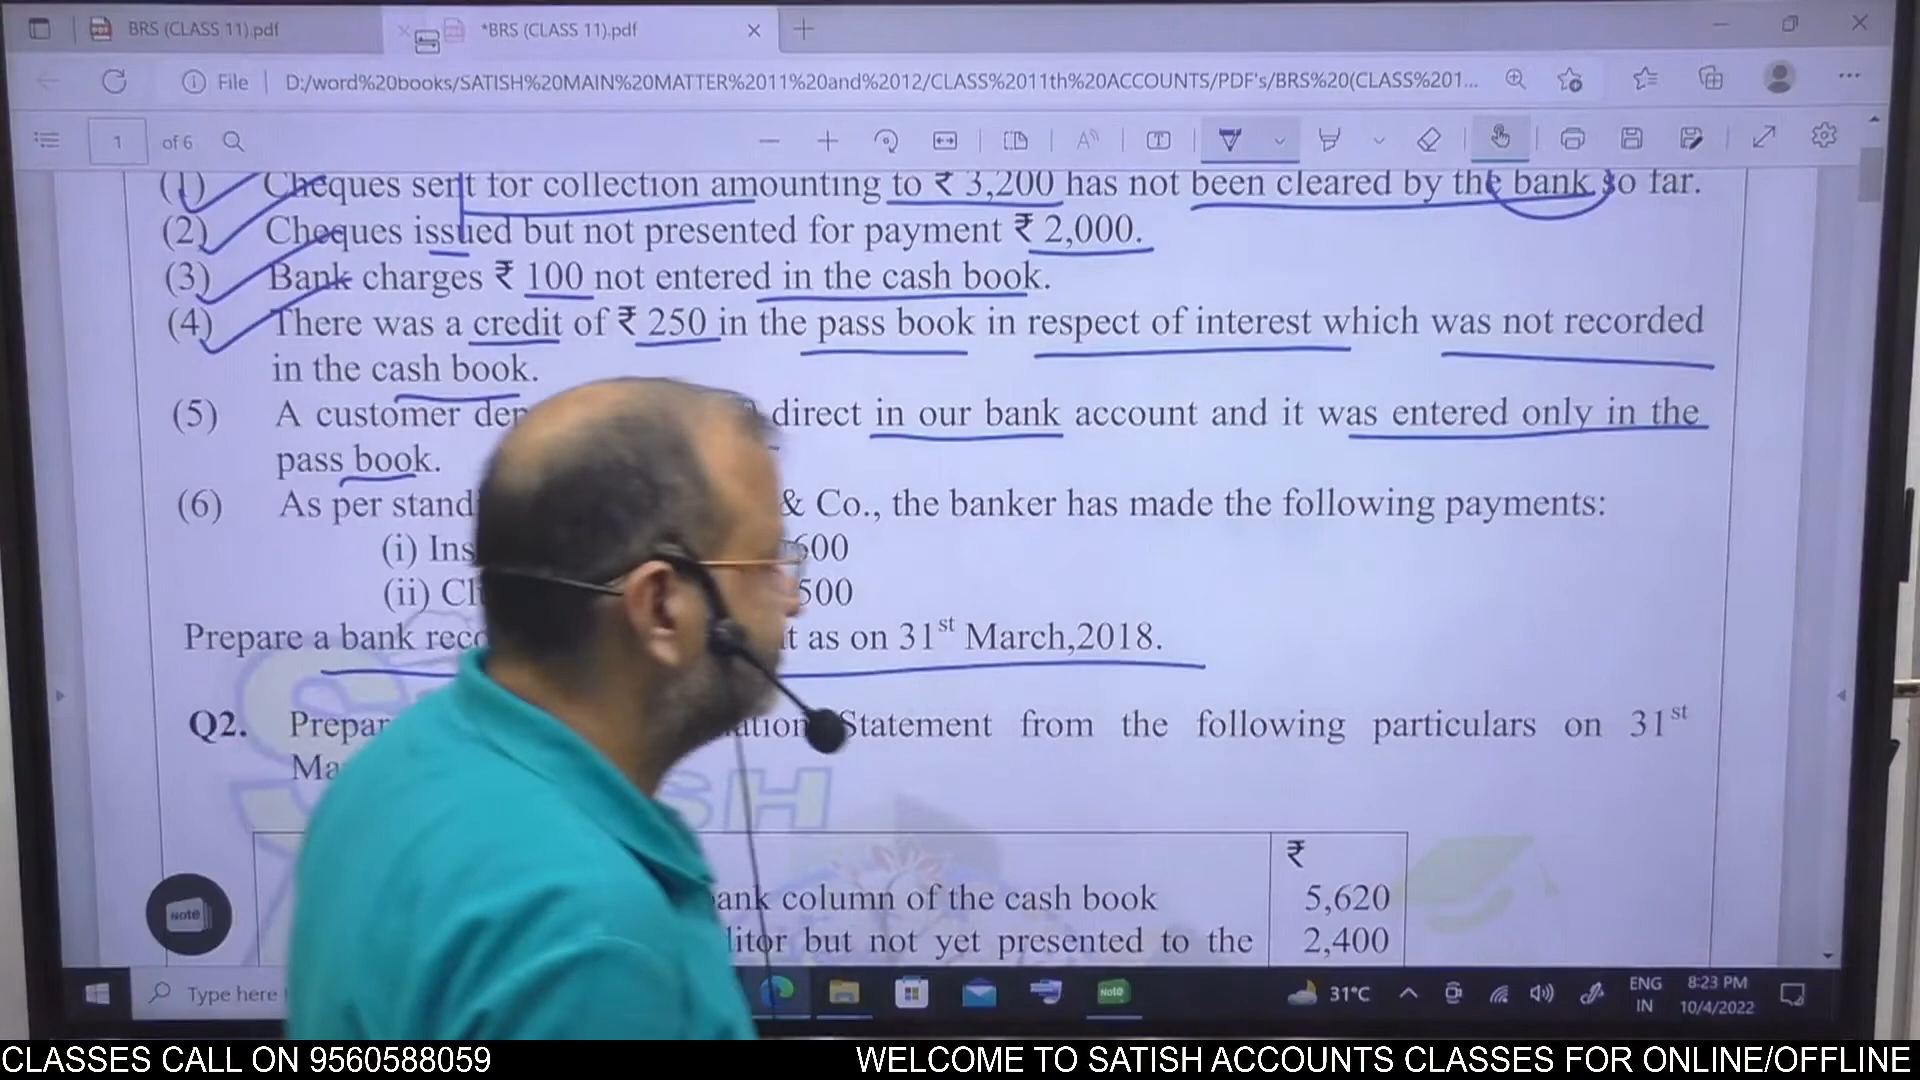 BRS (CLASS 11).pdf
*BRS (CLASS 11).pdf
File
D:/word%20books/SATISH%20MAIN%20MATTER%2011%20and%2012/CLASS%2011th%20ACCOUNTS/PDF's/BRS%20(CLASS%201...
1 of 6
(1) Cheques sent for collection amounting to ₹ 3,200 has not been cleared by the bank so far.
(2) Cheques issued but not presented for payment ₹ 2,000.
(3) Bank charges ₹ 100 not entered in the cash book.
(4) There was a credit of ₹ 250 in the pass book in respect of interest which was not recorded
in the cash book.
(5) A customer dep direct in our bank account and it was entered only in the
pass book.
(6) As per stand & Co., the banker has made the following payments:
(i) Ins 600
(ii) Cl 500
Prepare a bank reco t as on 31st March,2018.
Q2. Prepar ation Statement from the following particulars on 31st
Ma
SH
₹
ank column of the cash book 5,620
ditor but not yet presented to the 2,400
Note
Type here
Note
31°C
ENG
IN
8:23 PM
10/4/2022
CLASSES CALL ON 9560588059 WELCOME TO SATISH ACCOUNTS CLASSES FOR ONLINE/OFFLINE